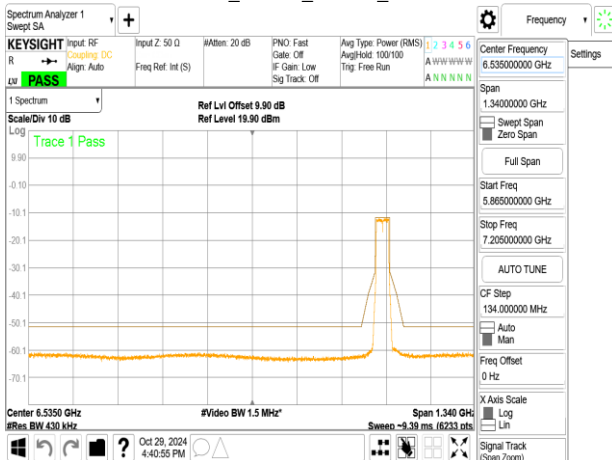 Spectrum Analyzer 1
Swept SA
Frequency
KEYSIGHT
R
LXI
PASS
Input: RF
Coupling: DC
Align: Auto
Input Z: 50 Ω
Freq Ref: Int (S)
#Atten: 20 dB
PNO: Fast
Gate: Off
IF Gain: Low
Sig Track: Off
Avg Type: Power (RMS)
Avg|Hold: 100/100
Trig: Free Run
1 2 3 4 5 6
A W W W W W
A N N N N N
1 Spectrum
Scale/Div 10 dB
Ref Lvl Offset 9.90 dB
Ref Level 19.90 dBm
Log
Trace 1 Pass
9.90
-0.10
-10.1
-20.1
-30.1
-40.1
-50.1
-60.1
-70.1
Center 6.5350 GHz
#Res BW 430 kHz
#Video BW 1.5 MHz*
Span 1.340 GHz
Sweep ~9.39 ms (6233 pts
Oct 29, 2024
4:40:55 PM
Center Frequency
6.535000000 GHz
Settings
Span
1.34000000 GHz
Swept Span
Zero Span
Full Span
Start Freq
5.865000000 GHz
Stop Freq
7.205000000 GHz
AUTO TUNE
CF Step
134.000000 MHz
Auto
Man
Freq Offset
0 Hz
X Axis Scale
Log
Lin
Signal Track
(Span Zoom)